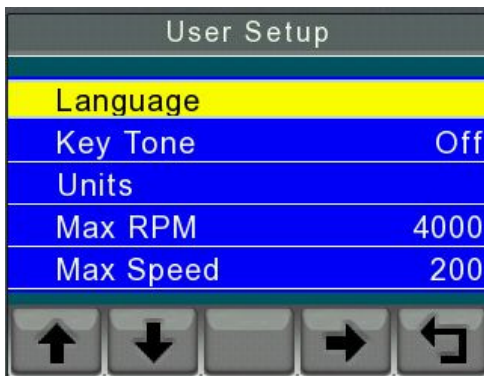 User Setup
Language
Key Tone Off
Units
Max RPM 4000
Max Speed 200